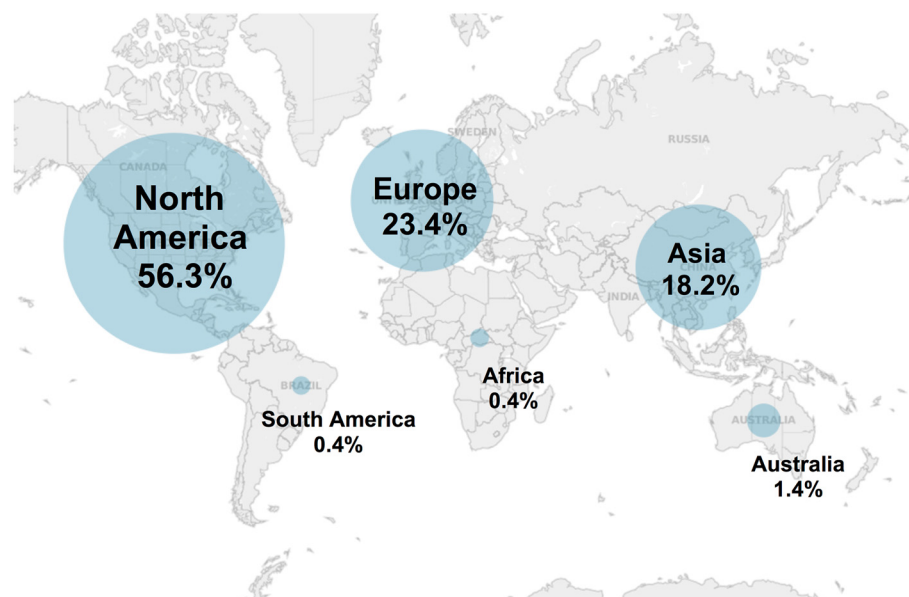 SWEDEN
RUSSIA
CANADA
North
America
56.3%
Europe
23.4%
Asia
18.2%
CHINA
INDIA
Africa
0.4%
BRAZIL
South America
0.4%
AUSTRALIA
Australia
1.4%